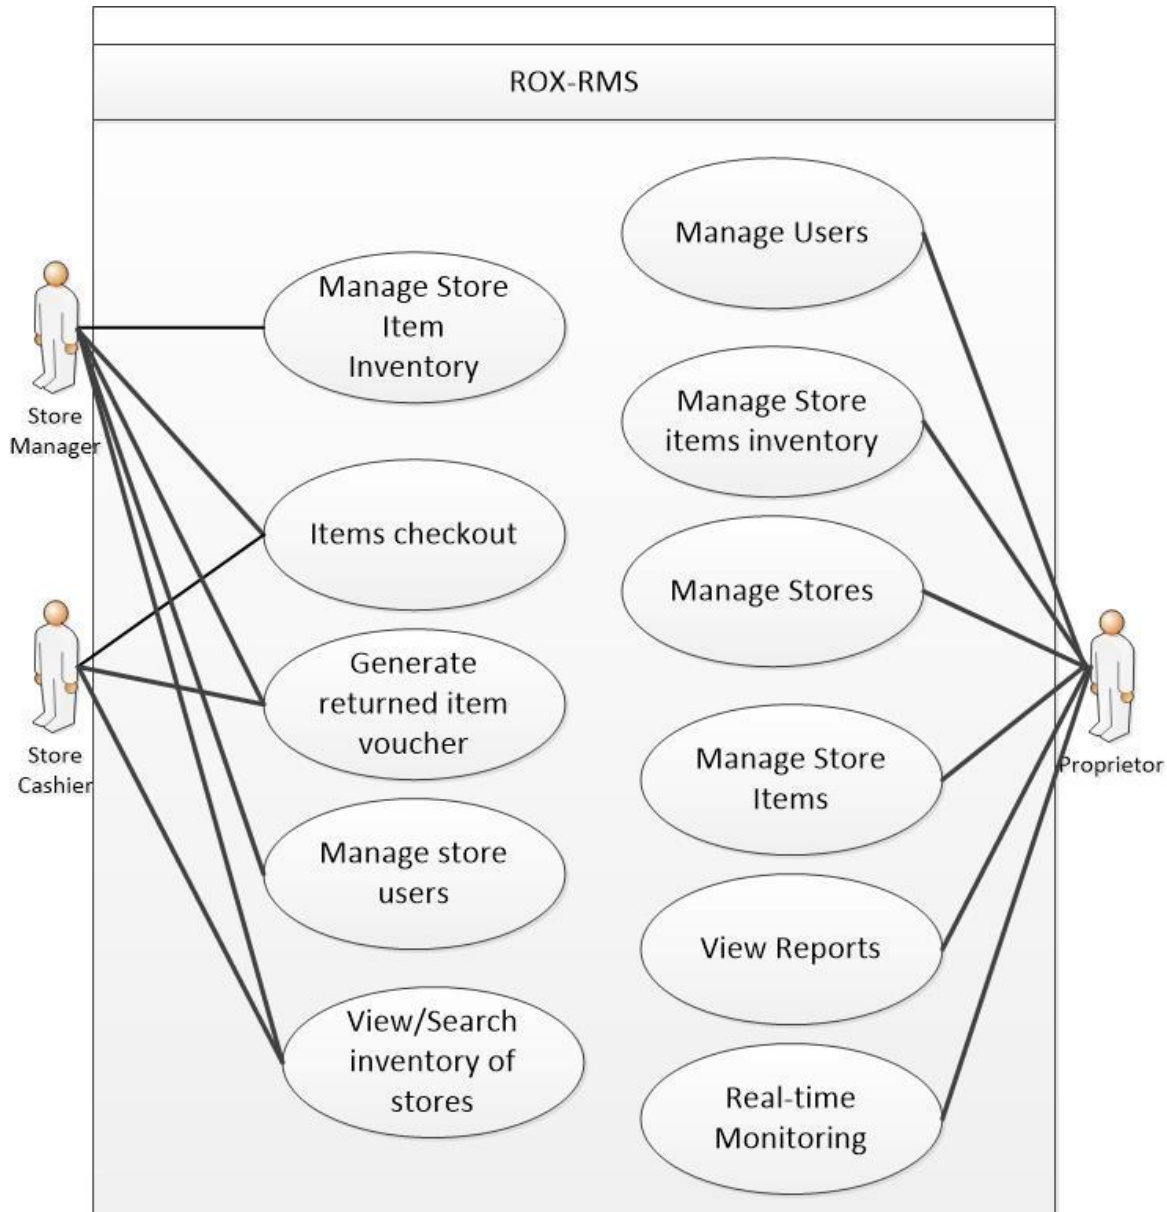 ROX-RMS
Manage Users
Manage Store
Item
Inventory
Store
Manager
Manage Store
items inventory
Items checkout
Manage Stores
Store
Cashier
Generate
returned item
voucher
Proprietor
Manage Store
Items
Manage store
users
View Reports
View/Search
inventory of
stores
Real-time
Monitoring